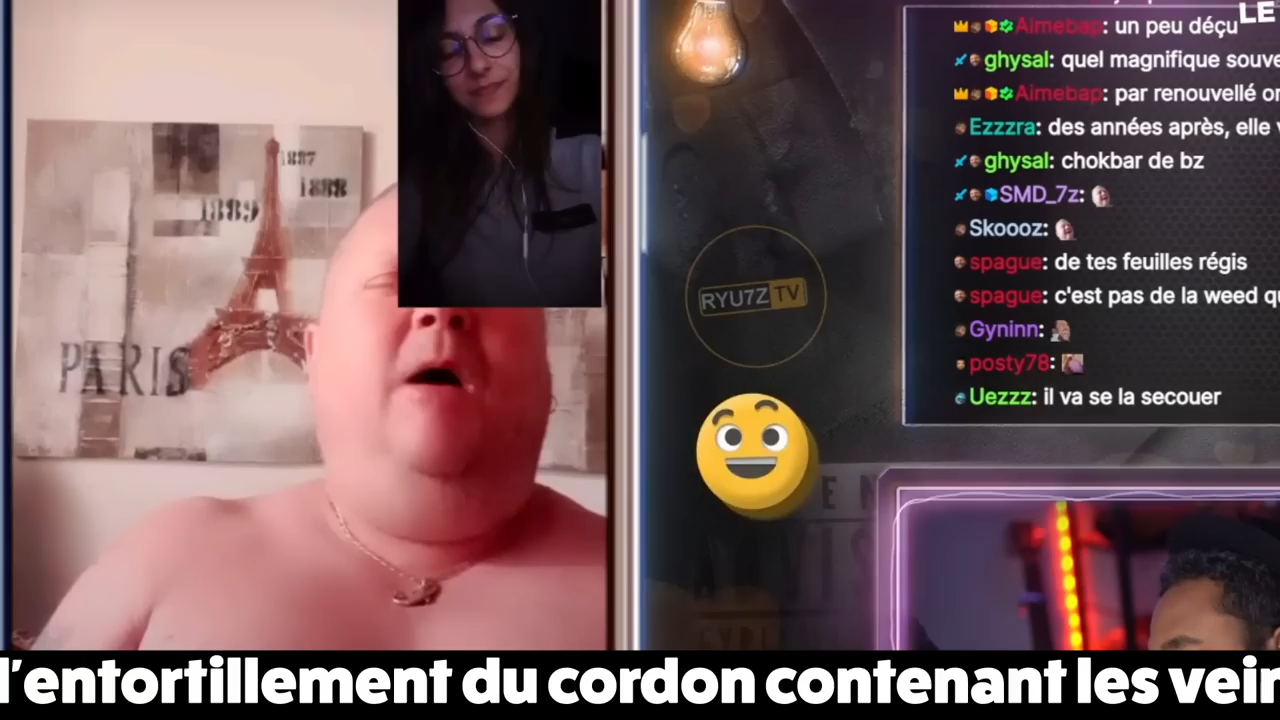 LE
Aimebap: un peu déçu
ghysal: quel magnifique souve
Aimebap: par renouvellé or
Ezzzra: des années après, elle
ghysal: chokbar de bz
SMD_7z:
Skoooz:
spague: de tes feuilles régis
spague: c'est pas de la weed qu
Gyninn:
posty78:
Uezzz: il va se la secouer
1887
1888
1889
PARIS
RYU7Z TV
l'entortillement du cordon contenant les vein